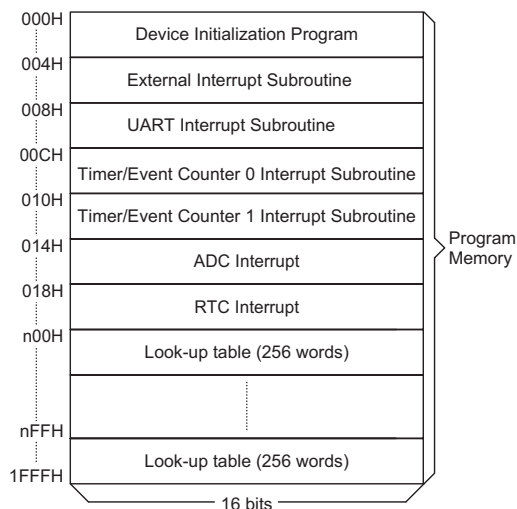 000H
Device Initialization Program
004H
External Interrupt Subroutine
008H
UART Interrupt Subroutine
00CH
Timer/Event Counter 0 Interrupt Subroutine
010H
Timer/Event Counter 1 Interrupt Subroutine
014H
ADC Interrupt
018H
RTC Interrupt
n00H
Look-up table (256 words)
nFFH
Look-up table (256 words)
1FFFH
16 bits
Program
Memory